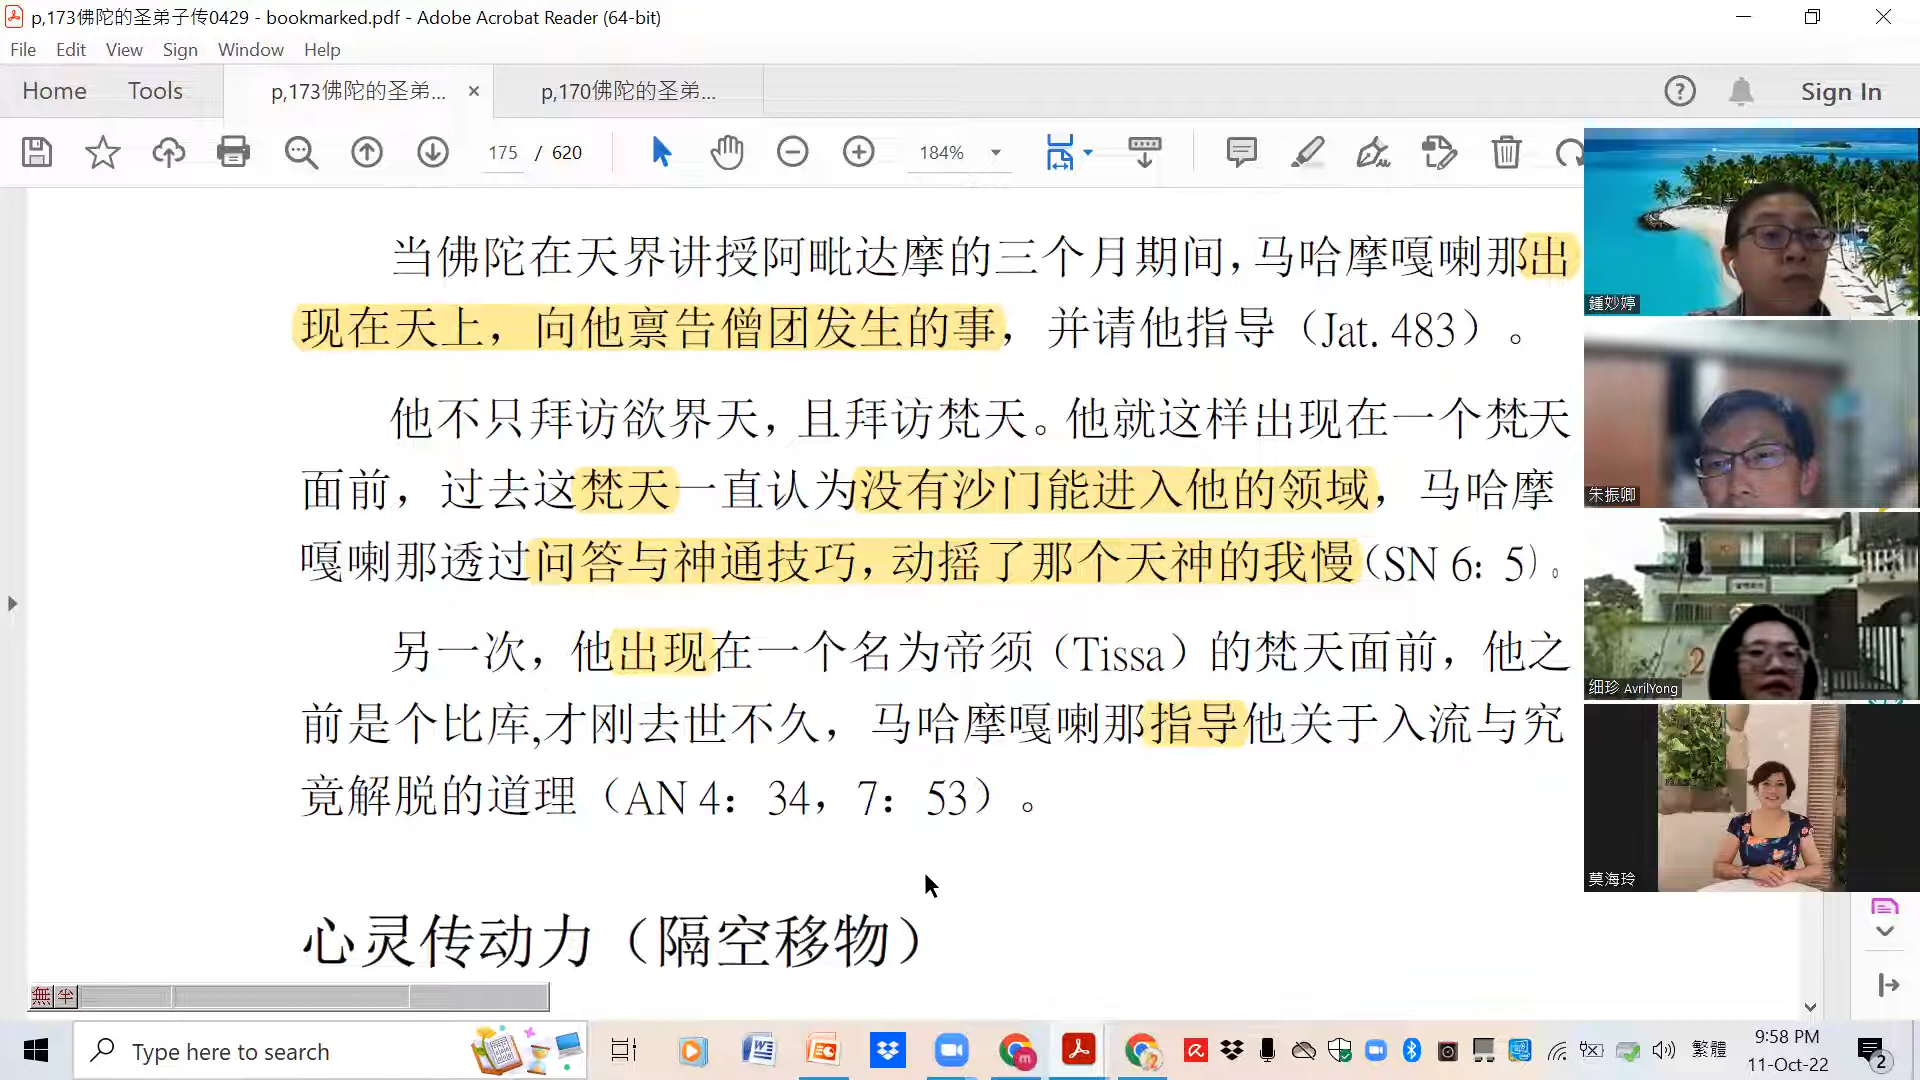 p,173佛陀的圣弟子传0429 - bookmarked.pdf - Adobe Acrobat Reader (64-bit)
File Edit View Sign Window Help
Home Tools p,173佛陀的圣弟... p,170佛陀的圣弟... Sign In
175 / 620 184%
当佛陀在天界讲授阿毗达摩的三个月期间，马哈摩嘎喇那出
现在天上，向他禀告僧团发生的事，并请他指导（Jat. 483）。
他不只拜访欲界天，且拜访梵天。他就这样出现在一个梵天
面前，过去这梵天一直认为没有沙门能进入他的领域，马哈摩
嘎喇那透过问答与神通技巧，动摇了那个天神的我慢（SN 6：5）。
另一次，他出现在一个名为帝须（Tissa）的梵天面前，他之
前是个比库,才刚去世不久，马哈摩嘎喇那指导他关于入流与究
竟解脱的道理（AN 4：34，7：53）。
心灵传动力（隔空移物）
鍾妙婷
朱振卿
细珍 AvrilYong
莫海玲
無 半
Type here to search
繁體
9:58 PM
11-Oct-22
2